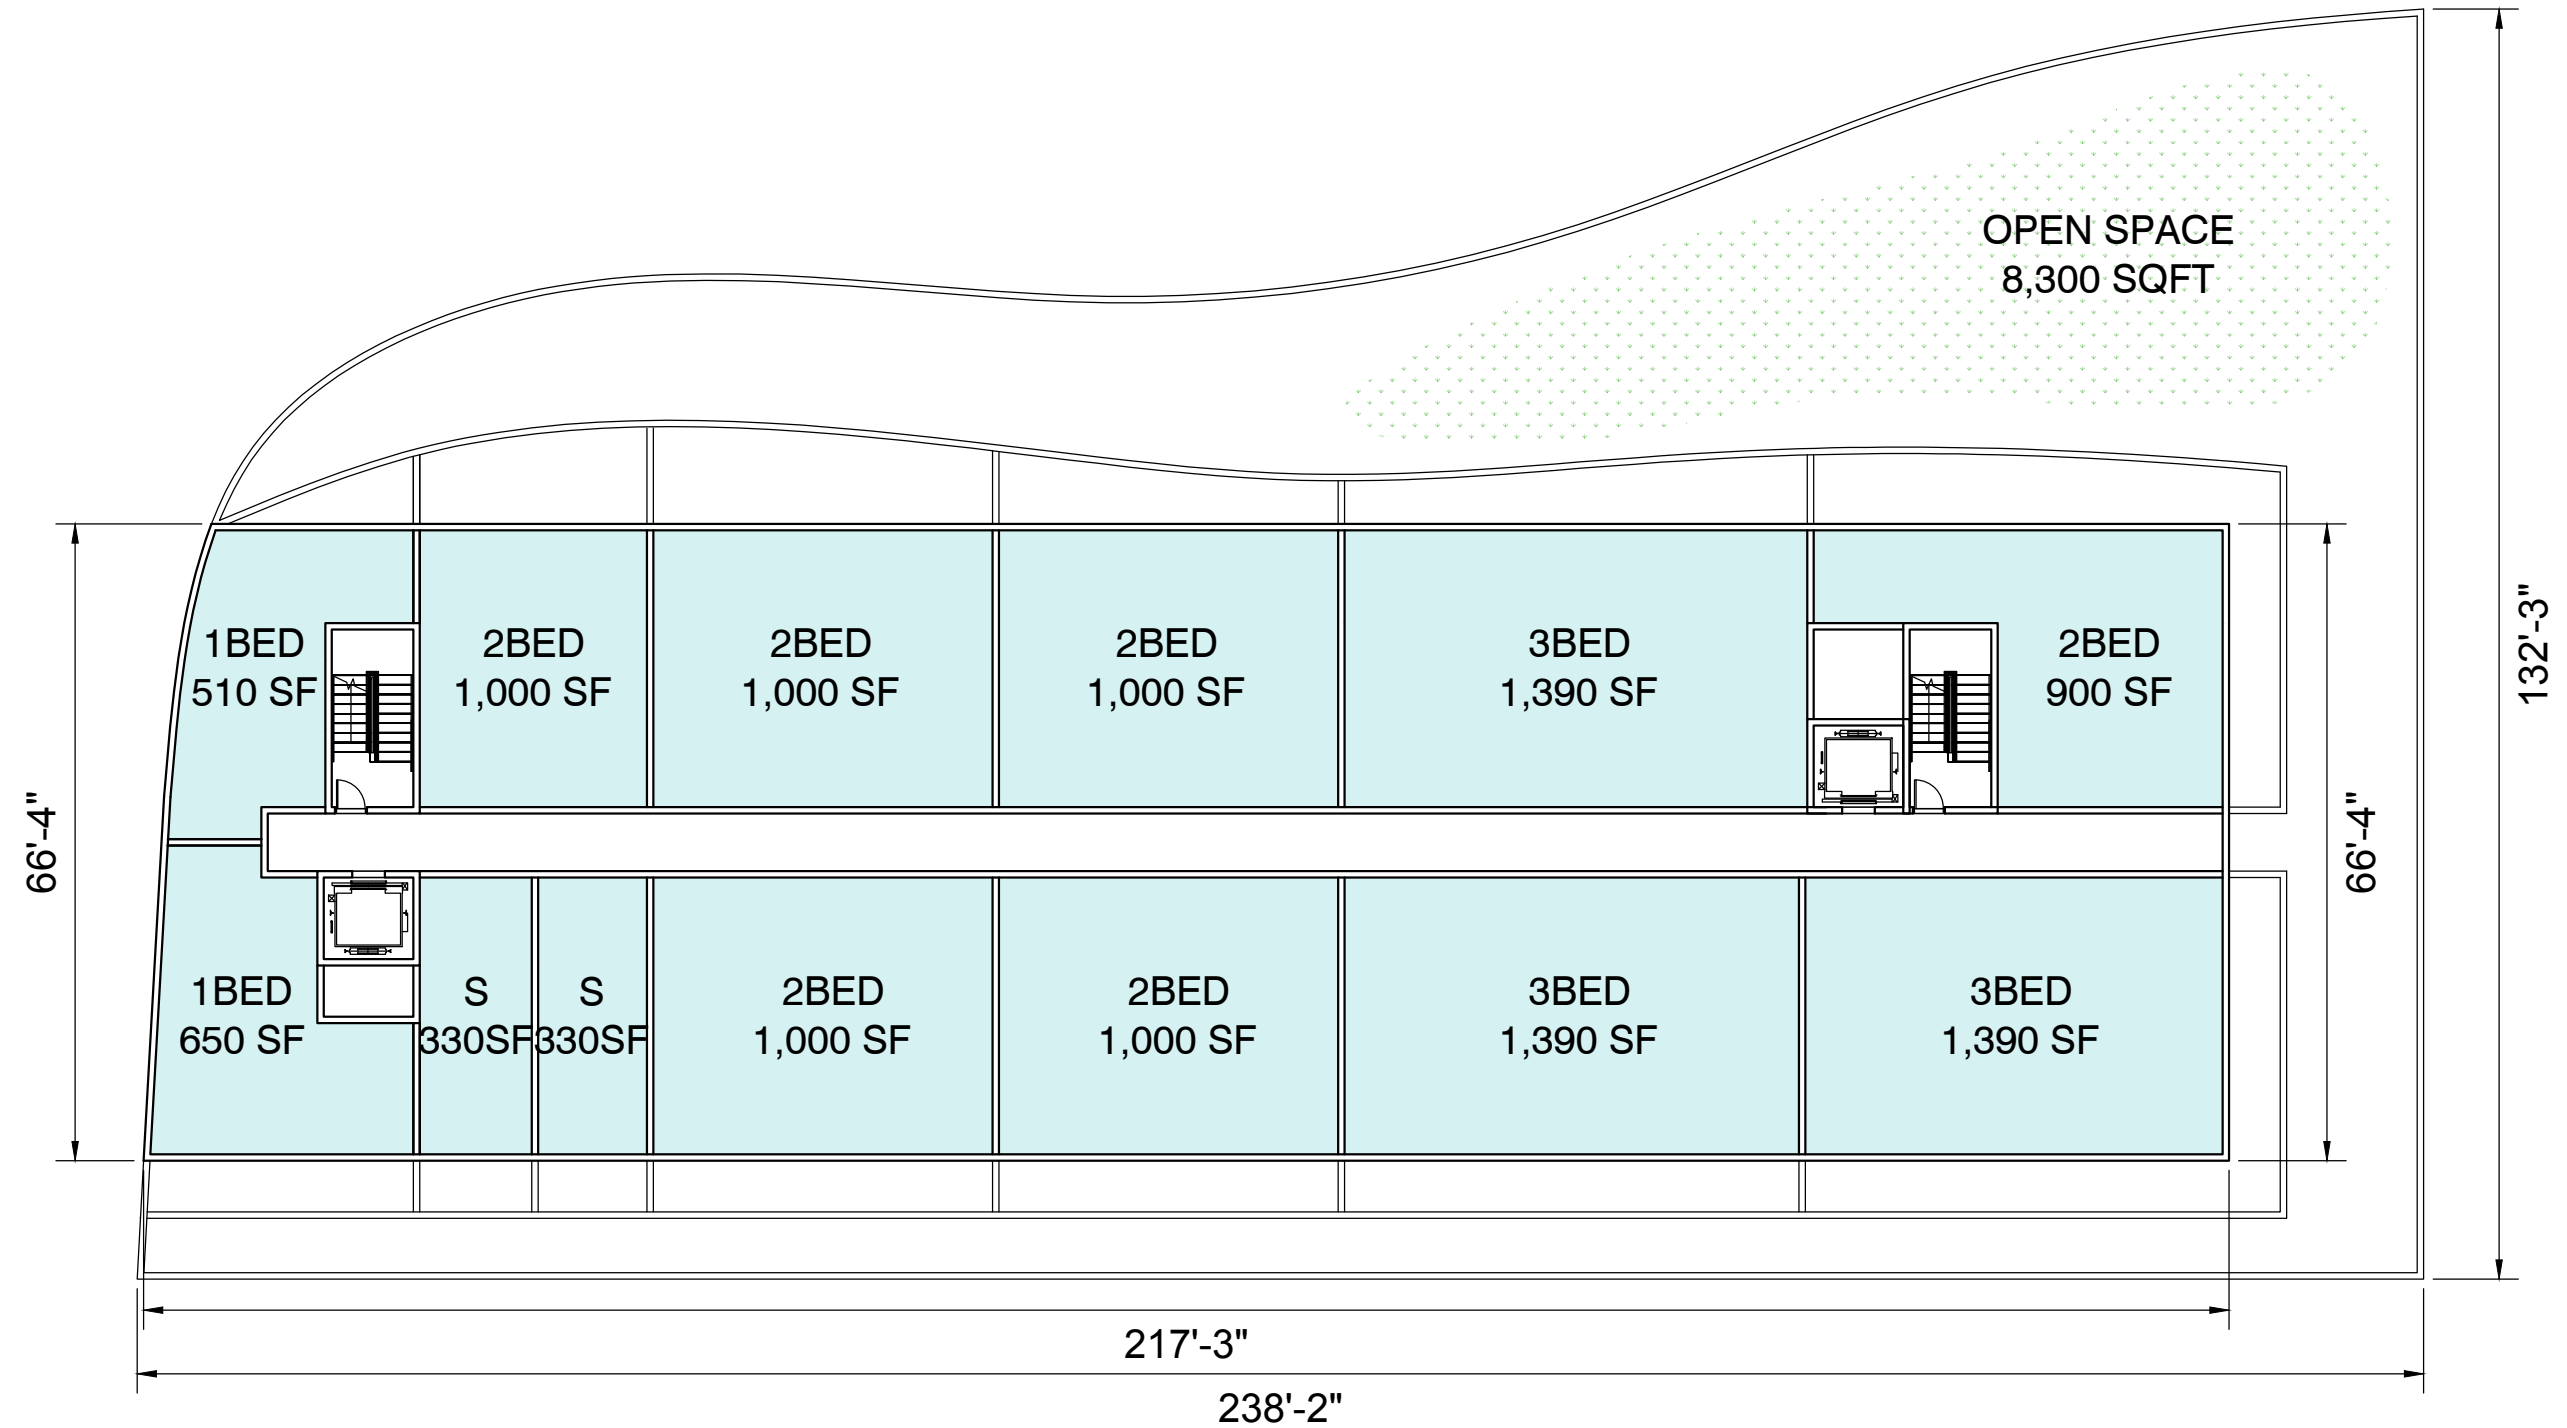 OPEN SPACE
8,300 SQFT
1BED
510 SF
2BED
1,000 SF
2BED
1,000 SF
2BED
1,000 SF
3BED
1,390 SF
2BED
900 SF
132'-3"
66'-4"
66'-4"
1BED
650 SF
S
330SF
S
330SF
2BED
1,000 SF
2BED
1,000 SF
3BED
1,390 SF
3BED
1,390 SF
217'-3"
238'-2"